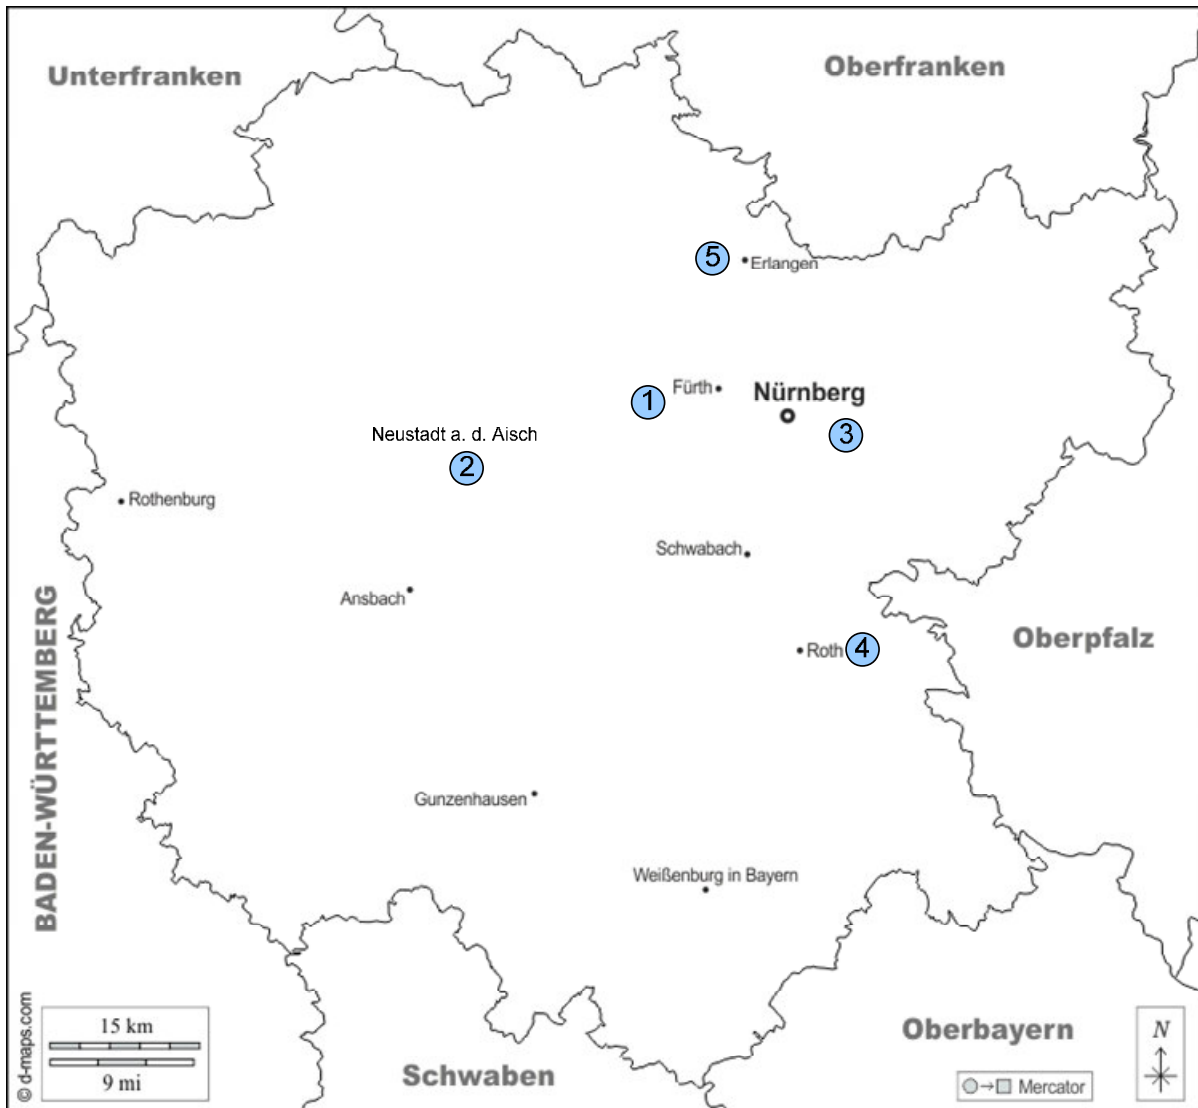 Unterfranken
Oberfranken
5
Erlangen
1
Fürth
Nürnberg
3
Neustadt a. d. Aisch
2
Rothenburg
Schwabach
Ansbach
BADEN-WÜRTTEMBERG
Oberpfalz
Roth
4
Gunzenhausen
Weißenburg in Bayern
© d-maps.com
15 km
9 mi
Schwaben
Oberbayern
Mercator
N